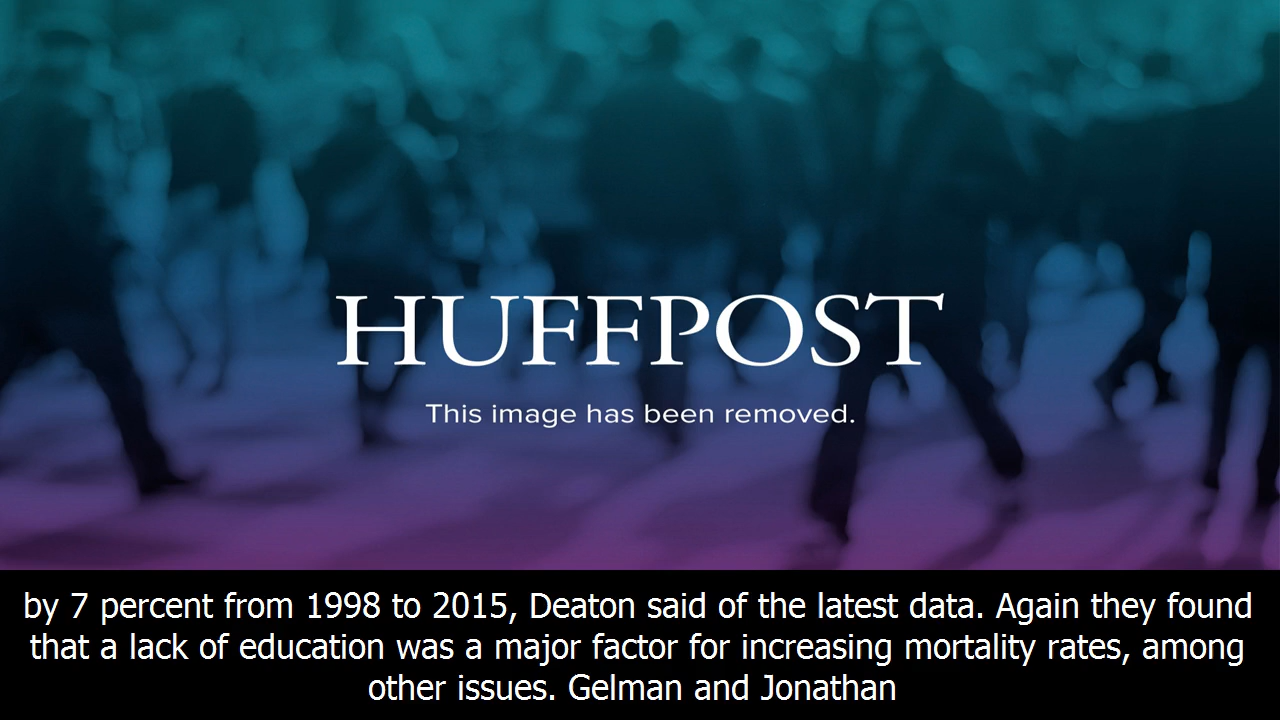 HUFFPOST
This image has been removed.
by 7 percent from 1998 to 2015, Deaton said of the latest data. Again they found
that a lack of education was a major factor for increasing mortality rates, among
other issues. Gelman and Jonathan